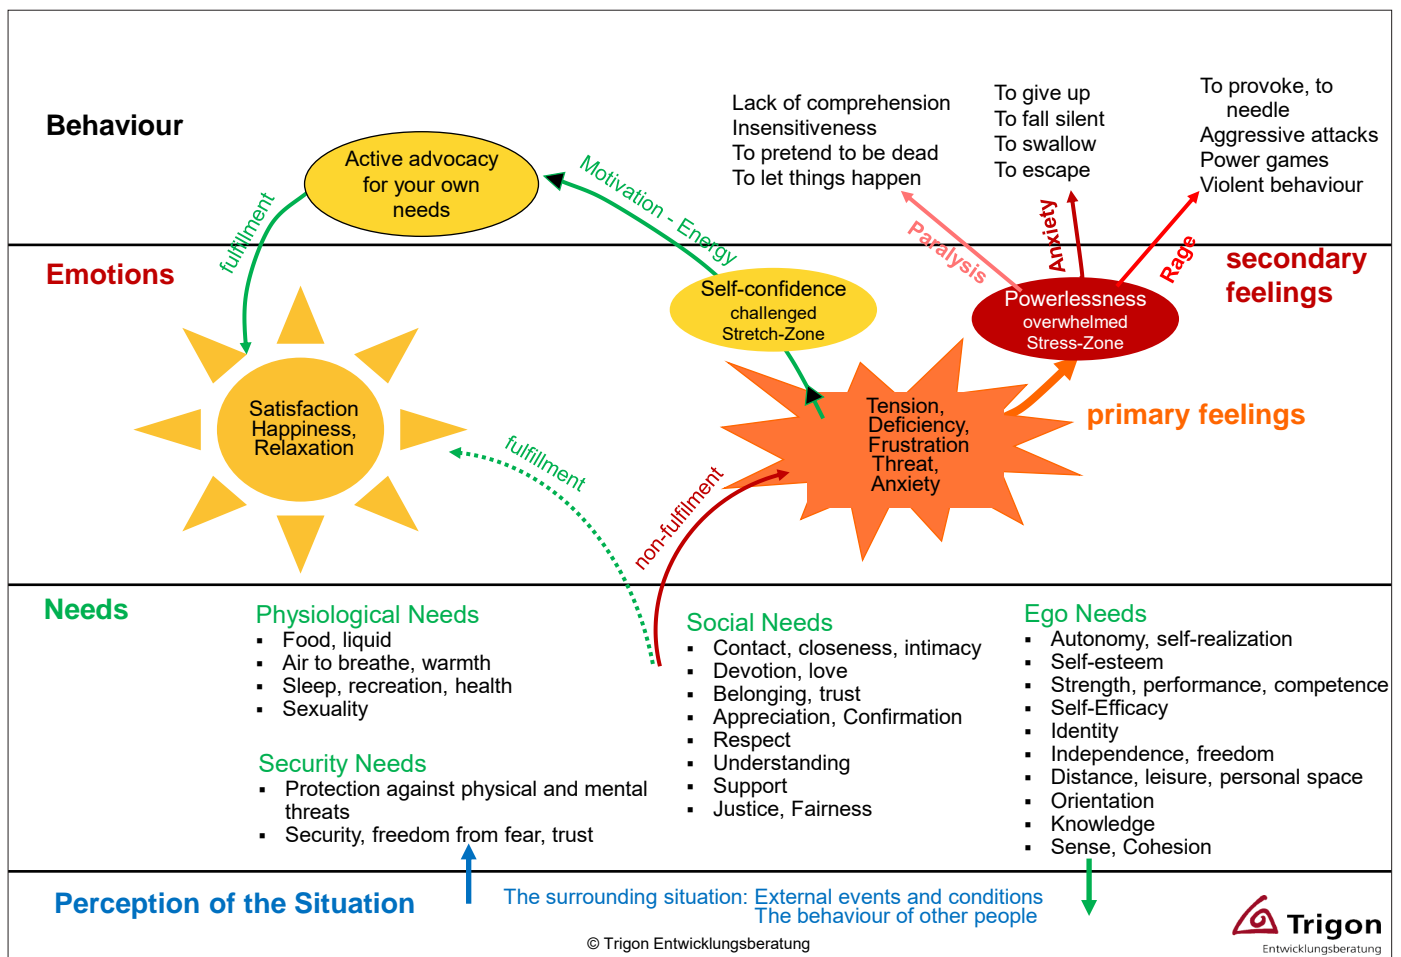 Behaviour
Active advocacy
for your own
needs
fulfillment
Motivation - Energy
Lack of comprehension
Insensitiveness
To pretend to be dead
To let things happen
To give up
To fall silent
To swallow
To escape
To provoke, to
needle
Aggressive attacks
Power games
Violent behaviour
Paralysis
Anxiety
Rage
Emotions
secondary
feelings
Self-confidence
challenged
Stretch-Zone
Powerlessness
overwhelmed
Stress-Zone
Satisfaction
Happiness,
Relaxation
fulfillment
non-fulfilment
Tension,
Deficiency,
Frustration
Threat,
Anxiety
primary feelings
Needs
Physiological Needs
▪ Food, liquid
▪ Air to breathe, warmth
▪ Sleep, recreation, health
▪ Sexuality
Security Needs
▪ Protection against physical and mental
threats
▪ Security, freedom from fear, trust
Social Needs
▪ Contact, closeness, intimacy
▪ Devotion, love
▪ Belonging, trust
▪ Appreciation, Confirmation
▪ Respect
▪ Understanding
▪ Support
▪ Justice, Fairness
Ego Needs
▪ Autonomy, self-realization
▪ Self-esteem
▪ Strength, performance, competence
▪ Self-Efficacy
▪ Identity
▪ Independence, freedom
▪ Distance, leisure, personal space
▪ Orientation
▪ Knowledge
▪ Sense, Cohesion
Perception of the Situation
The surrounding situation: External events and conditions
The behaviour of other people
© Trigon Entwicklungsberatung
Trigon
Entwicklungsberatung